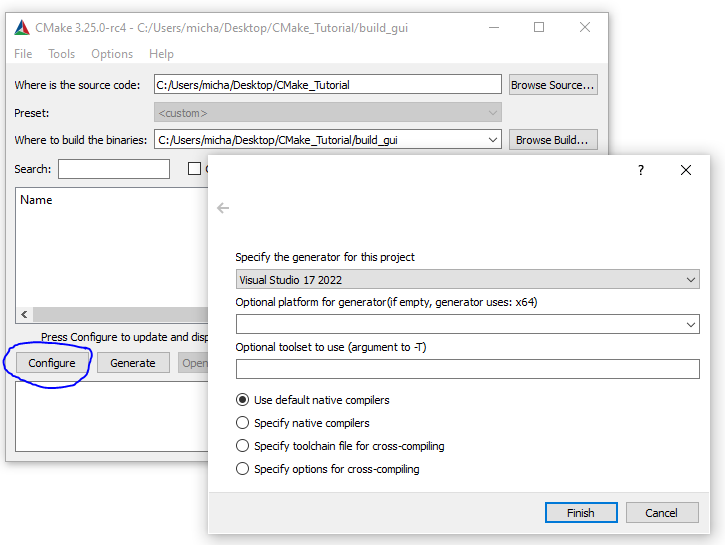 CMake 3.25.0-rc4 - C:/Users/micha/Desktop/CMake_Tutorial/build_gui
File Tools Options Help
Where is the source code: C:/Users/micha/Desktop/CMake_Tutorial Browse Source...
Preset: <custom>
Where to build the binaries: C:/Users/micha/Desktop/CMake_Tutorial/build_gui Browse Build...
Search:
Name
Press Configure to update and disp
Configure Generate Open
?
Specify the generator for this project
Visual Studio 17 2022
Optional platform for generator(if empty, generator uses: x64)
Optional toolset to use (argument to -T)
Use default native compilers
Specify native compilers
Specify toolchain file for cross-compiling
Specify options for cross-compiling
Finish Cancel